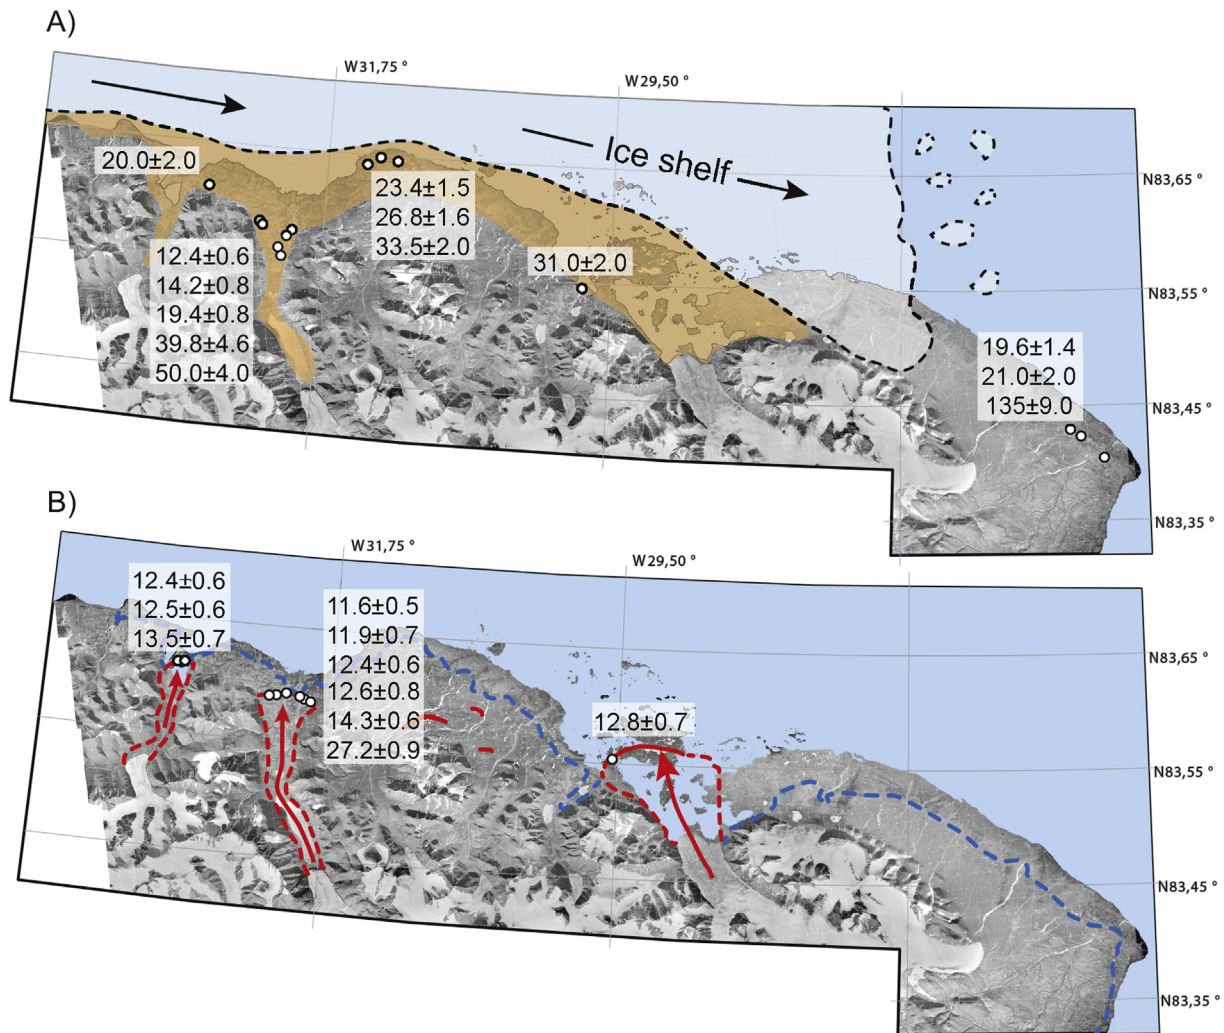 A)
W31,75 °
W29,50 °
Ice shelf
20.0±2.0
N83,65 °
23.4±1.5
26.8±1.6
33.5±2.0
12.4±0.6
14.2±0.8
19.4±0.8
39.8±4.6
50.0±4.0
31.0±2.0
N83,55 °
19.6±1.4
21.0±2.0
135±9.0
N83,45 °
N83,35 °
B)
W31,75 °
W29,50 °
12.4±0.6
12.5±0.6
13.5±0.7
11.6±0.5
11.9±0.7
12.4±0.6
12.6±0.8
14.3±0.6
27.2±0.9
N83,65 °
12.8±0.7
N83,55 °
N83,45 °
N83,35 °